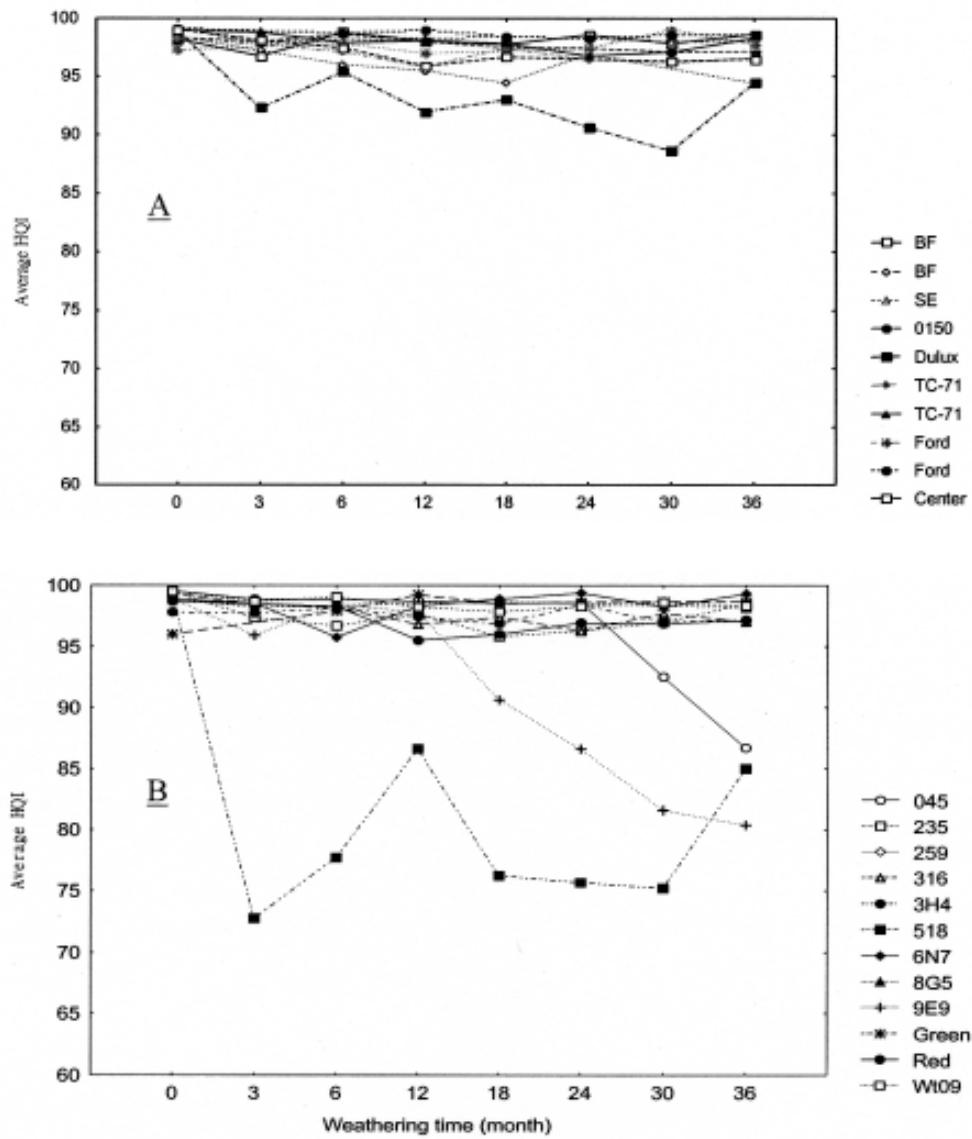 100
95
90
85
80
75
70
65
60
A
Average HQI
0 3 6 12 18 24 30 36
BF
BF
SE
0150
Dulux
TC-71
TC-71
Ford
Ford
Center
100
95
90
85
80
75
70
65
60
B
Average HQI
0 3 6 12 18 24 30 36
Weathering time (month)
045
235
259
316
3H4
518
6N7
8G5
9E9
Green
Red
Wt09